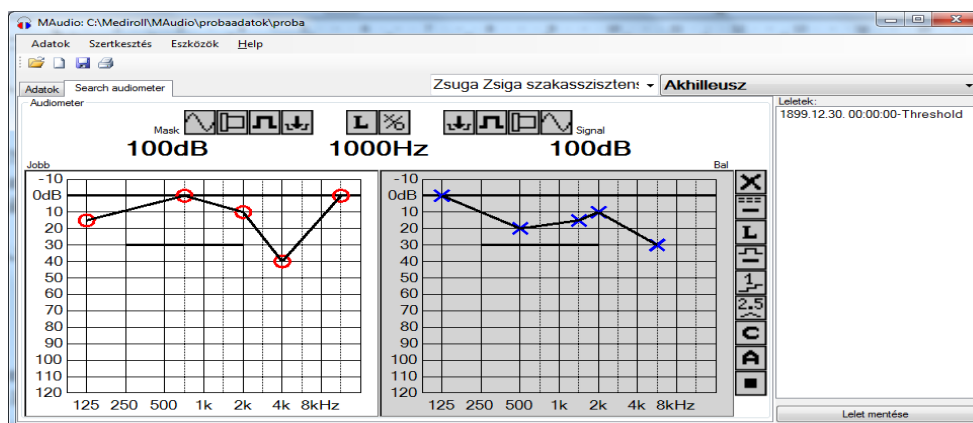 MAudio: C:\Mediroll\MAudio\probaadatok\proba
Adatok Szertkesztés Eszközök Help
Adatok Search audiometer
Zsuga Zsiga szakasszisztens Akhilleusz
Audiometer
Leletek:
1899.12.30. 00:00:00-Threshold
Mask L % Signal
100dB 1000Hz 100dB
Jobb Bal
-10 -10
0dB 0dB
10 10
20 20
30 30
40 40
50 50
60 60
70 70
80 80
90 90
100 100
110 110
120 120
125 250 500 1k 2k 4k 8kHz 125 250 500 1k 2k 4k 8kHz
L
1
2.5
C
A
Lelet mentése